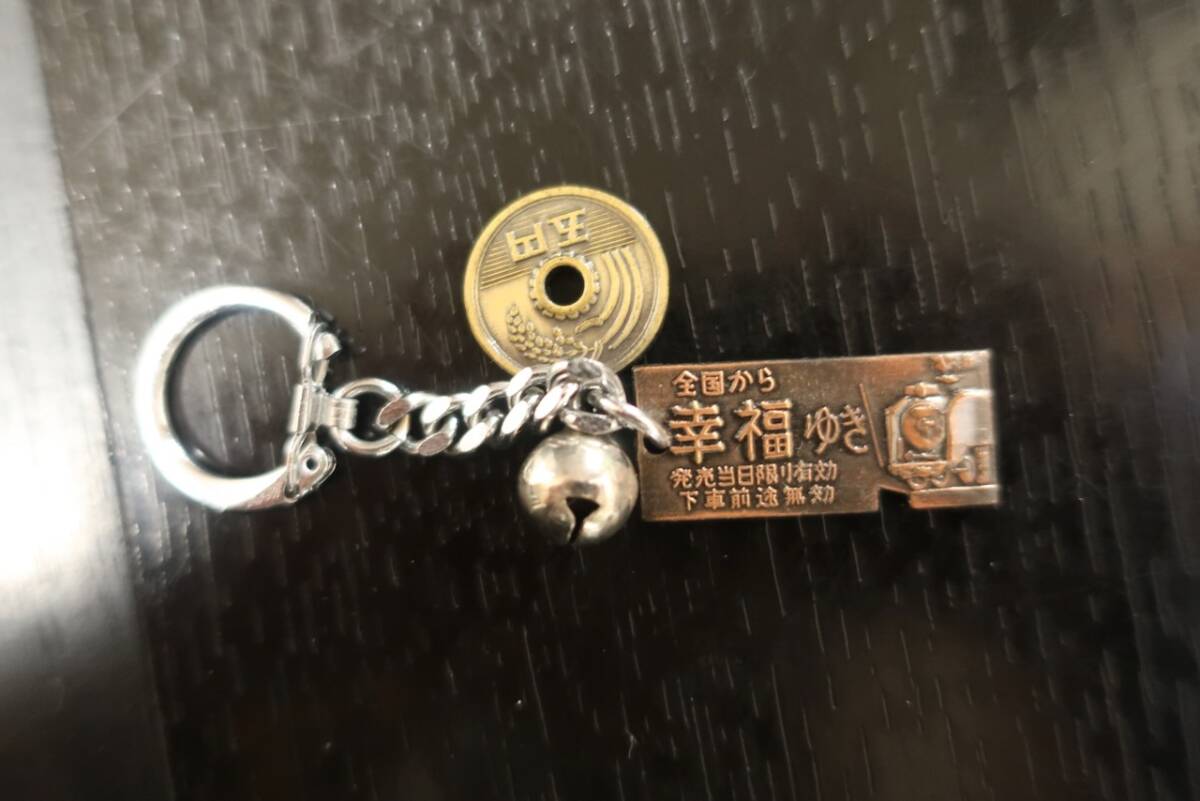 五円
全国から
幸福ゆき
発売当日限り有効
下車前途無効